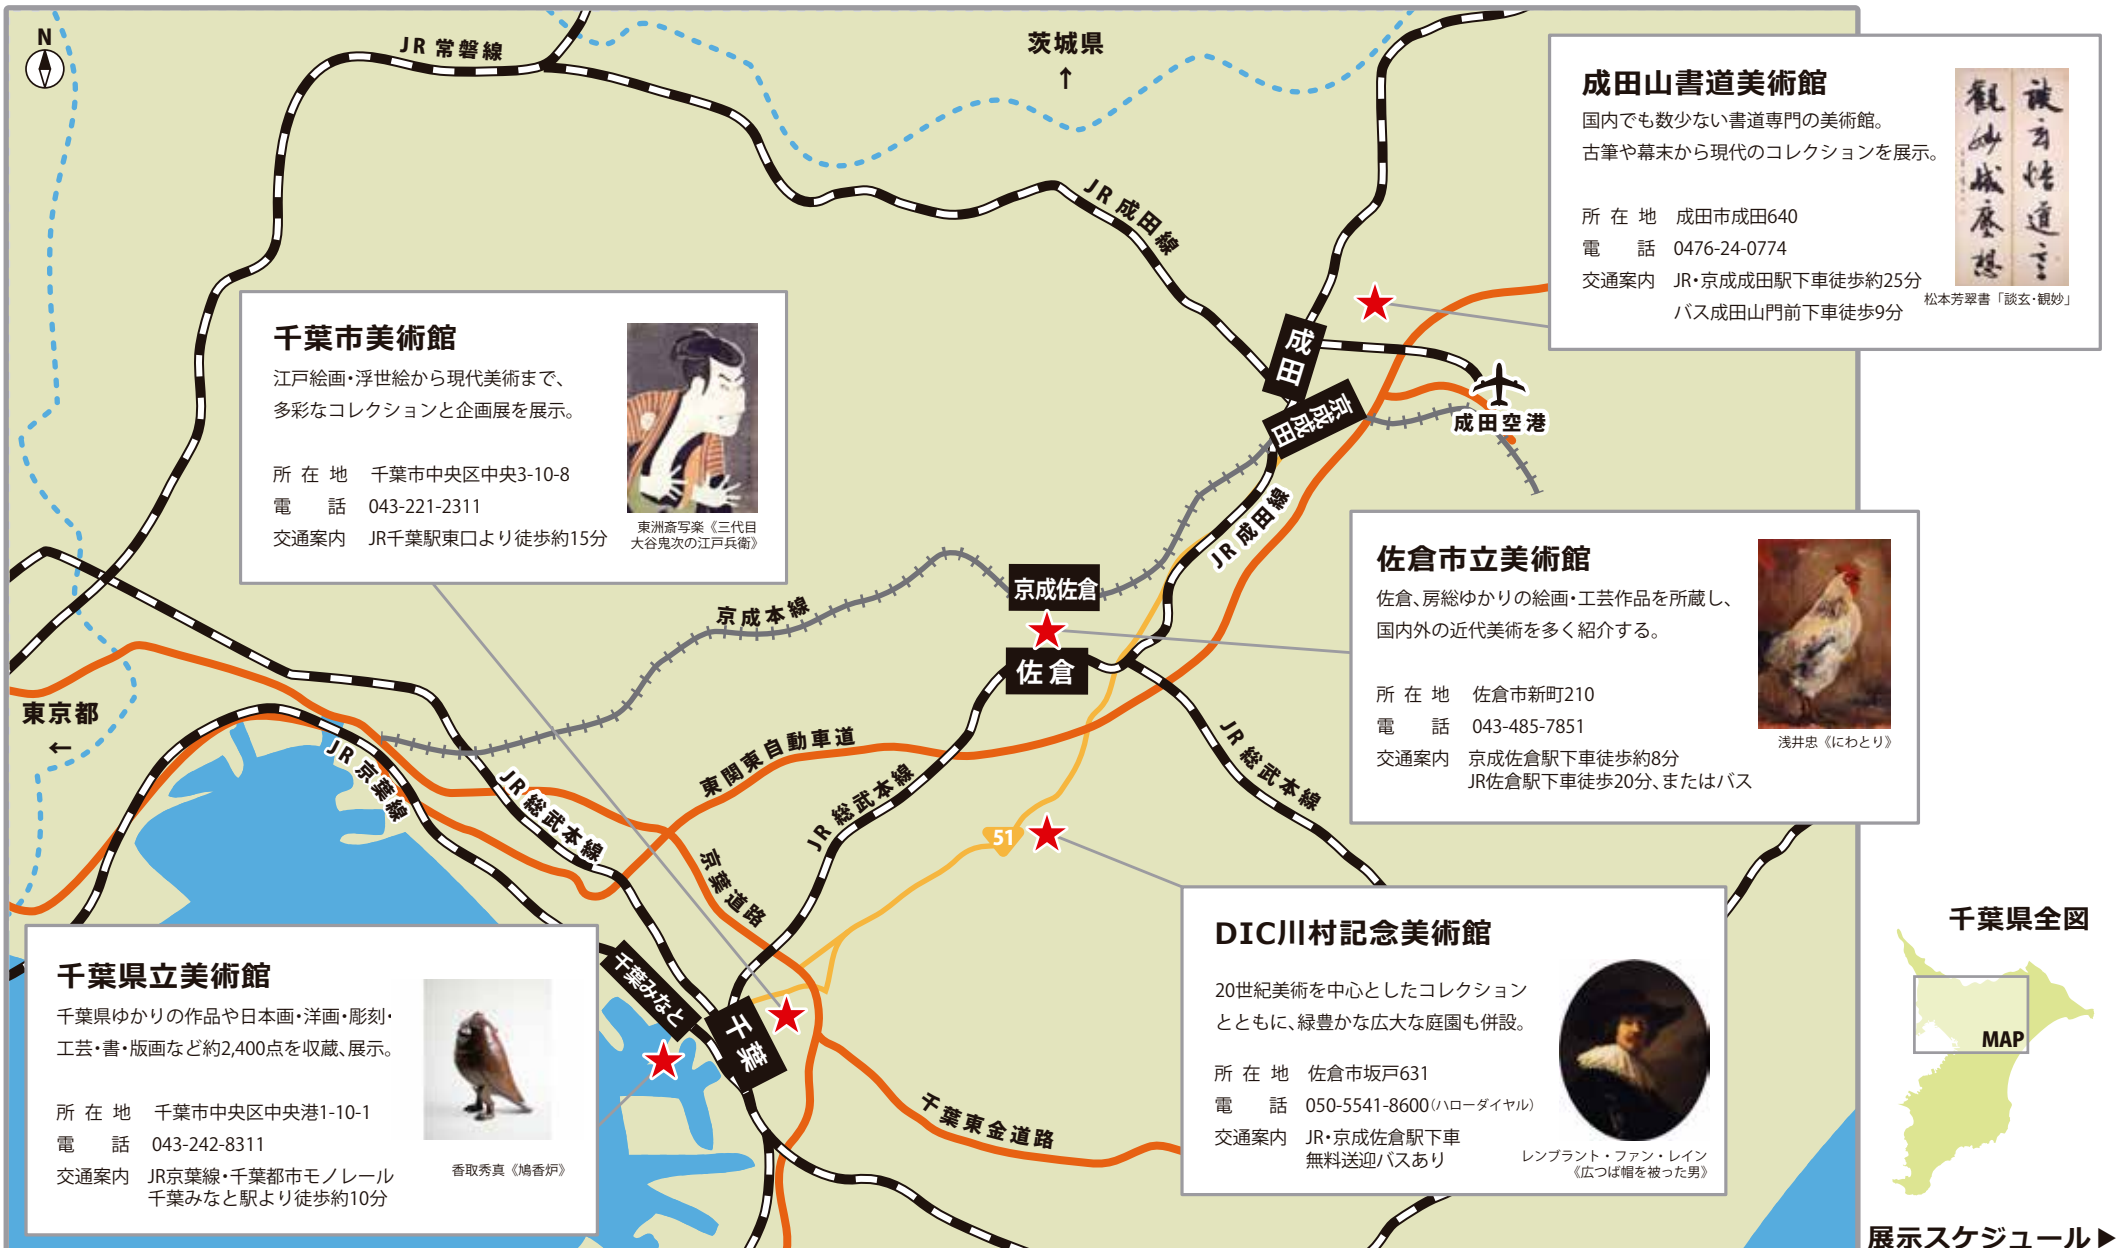 N
JR 常磐線
茨城県
↑
JR 成田線
成田山書道美術館
国内でも数少ない書道専門の美術館。
古筆や幕末から現代のコレクションを展示。
所在地 成田市成田640
電話 0476-24-0774
交通案内 JR・京成成田駅下車徒歩約25分
バス成田山門前下車徒歩9分
談玄悟道言
観妙滅塵想
松本芳翠書「談玄・観妙」
千葉市美術館
江戸絵画・浮世絵から現代美術まで、
多彩なコレクションと企画展を展示。
所在地 千葉市中央区中央3-10-8
電話 043-221-2311
交通案内 JR千葉駅東口より徒歩約15分
東洲斎写楽《三代目
大谷鬼次の江戸兵衛》
成田
京成成田
成田空港
JR 成田線
京成佐倉
佐倉
京成本線
佐倉市立美術館
佐倉、房総ゆかりの絵画・工芸作品を所蔵し、
国内外の近代美術を多く紹介する。
所在地 佐倉市新町210
電話 043-485-7851
交通案内 京成佐倉駅下車徒歩約8分
JR佐倉駅下車徒歩20分、またはバス
浅井忠《にわとり》
東京都
←
JR 京葉線
JR 総武本線
東関東自動車道
JR 総武本線
JR 総武本線
51
京葉道路
千葉県立美術館
千葉県ゆかりの作品や日本画・洋画・彫刻・
工芸・書・版画など約2,400点を収蔵、展示。
所在地 千葉市中央区中央港1-10-1
電話 043-242-8311
交通案内 JR京葉線・千葉都市モノレール
千葉みなと駅より徒歩約10分
香取秀真《鳩香炉》
千葉みなと
千葉
千葉東金道路
DIC川村記念美術館
20世紀美術を中心としたコレクション
とともに、緑豊かな広大な庭園も併設。
所在地 佐倉市坂戸631
電話 050-5541-8600(ハローダイヤル)
交通案内 JR・京成佐倉駅下車
無料送迎バスあり
レンブラント・ファン・レイン
《広つば帽を被った男》
千葉県全図
MAP
展示スケジュール▶